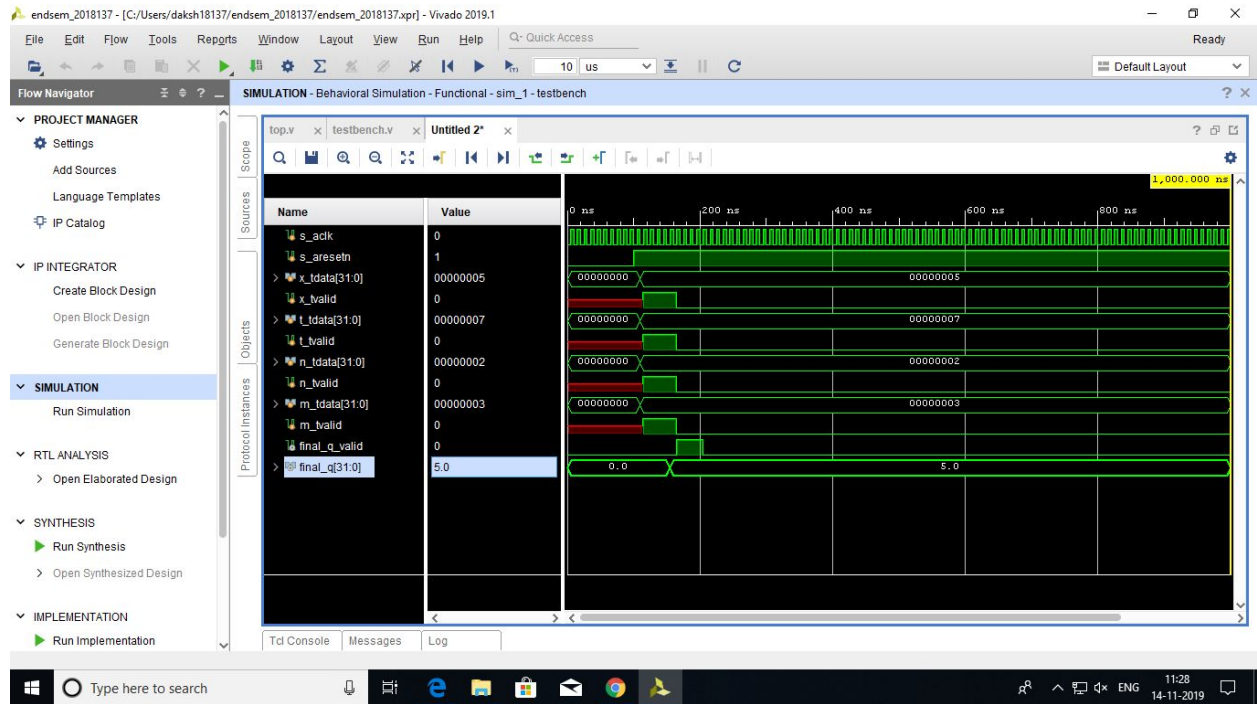 endsem_2018137 - [C:/Users/daksh18137/endsem_2018137/endsem_2018137.xpr] - Vivado 2019.1
File Edit Flow Tools Reports Window Layout View Run Help Q- Quick Access Ready
10 us Default Layout
Flow Navigator
SIMULATION - Behavioral Simulation - Functional - sim_1 - testbench
PROJECT MANAGER
Settings
Add Sources
Language Templates
IP Catalog
IP INTEGRATOR
Create Block Design
Open Block Design
Generate Block Design
SIMULATION
Run Simulation
RTL ANALYSIS
Open Elaborated Design
SYNTHESIS
Run Synthesis
Open Synthesized Design
IMPLEMENTATION
Run Implementation
Scope
Sources
Objects
Protocol Instances
top.v testbench.v Untitled 2*
1,000.000 ns
Name Value 0 ns 200 ns 400 ns 600 ns 800 ns
s_aclk 0
s_aresetn 1
x_tdata[31:0] 00000005 00000000 00000005
x_tvalid 0
t_tdata[31:0] 00000007 00000000 00000007
t_tvalid 0
n_tdata[31:0] 00000002 00000000 00000002
n_tvalid 0
m_tdata[31:0] 00000003 00000000 00000003
m_tvalid 0
final_q_valid 0
final_q[31:0] 5.0 0.0 5.0
Tcl Console Messages Log
Type here to search
ENG
11:28
14-11-2019